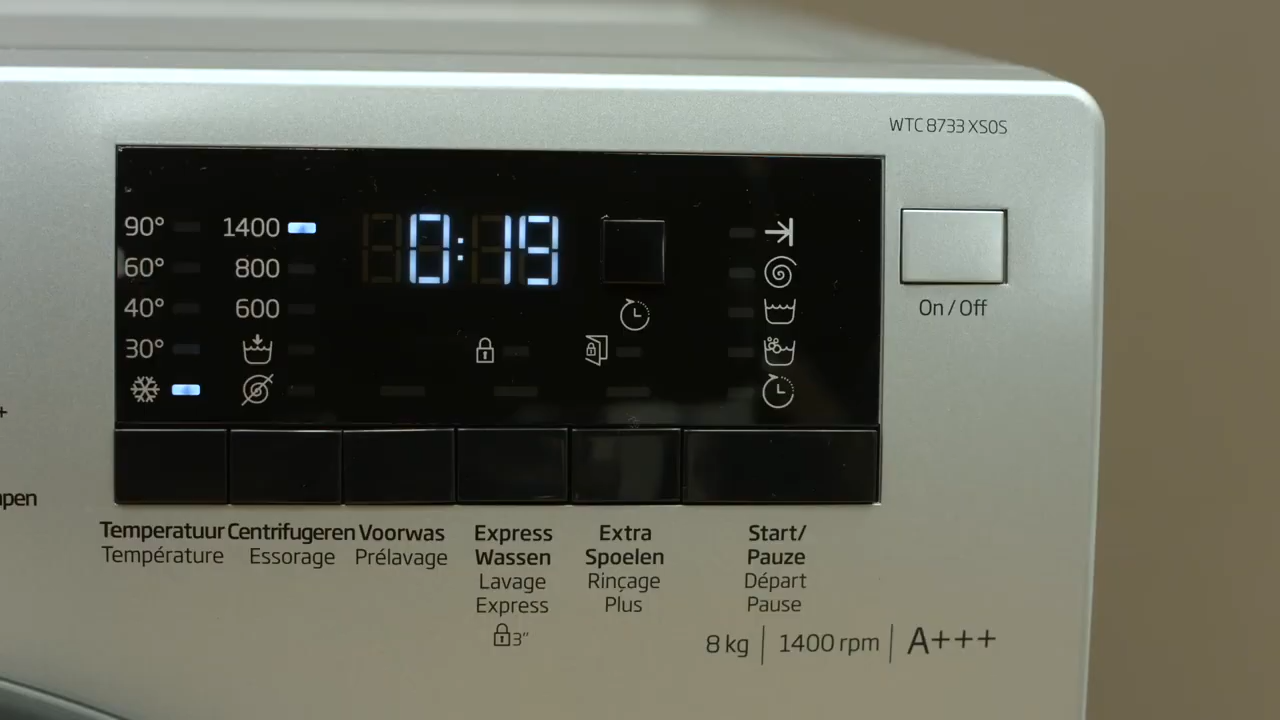 WTC 8733 XS0S
90° 1400 0:19
60° 800
40° 600
30°
On / Off
+
pen
Temperatuur Centrifugeren Voorwas Express Wassen Extra Spoelen Start/ Pauze
Température Essorage Prélavage Lavage Express Rinçage Plus Départ Pause
3"
8 kg | 1400 rpm | A+++